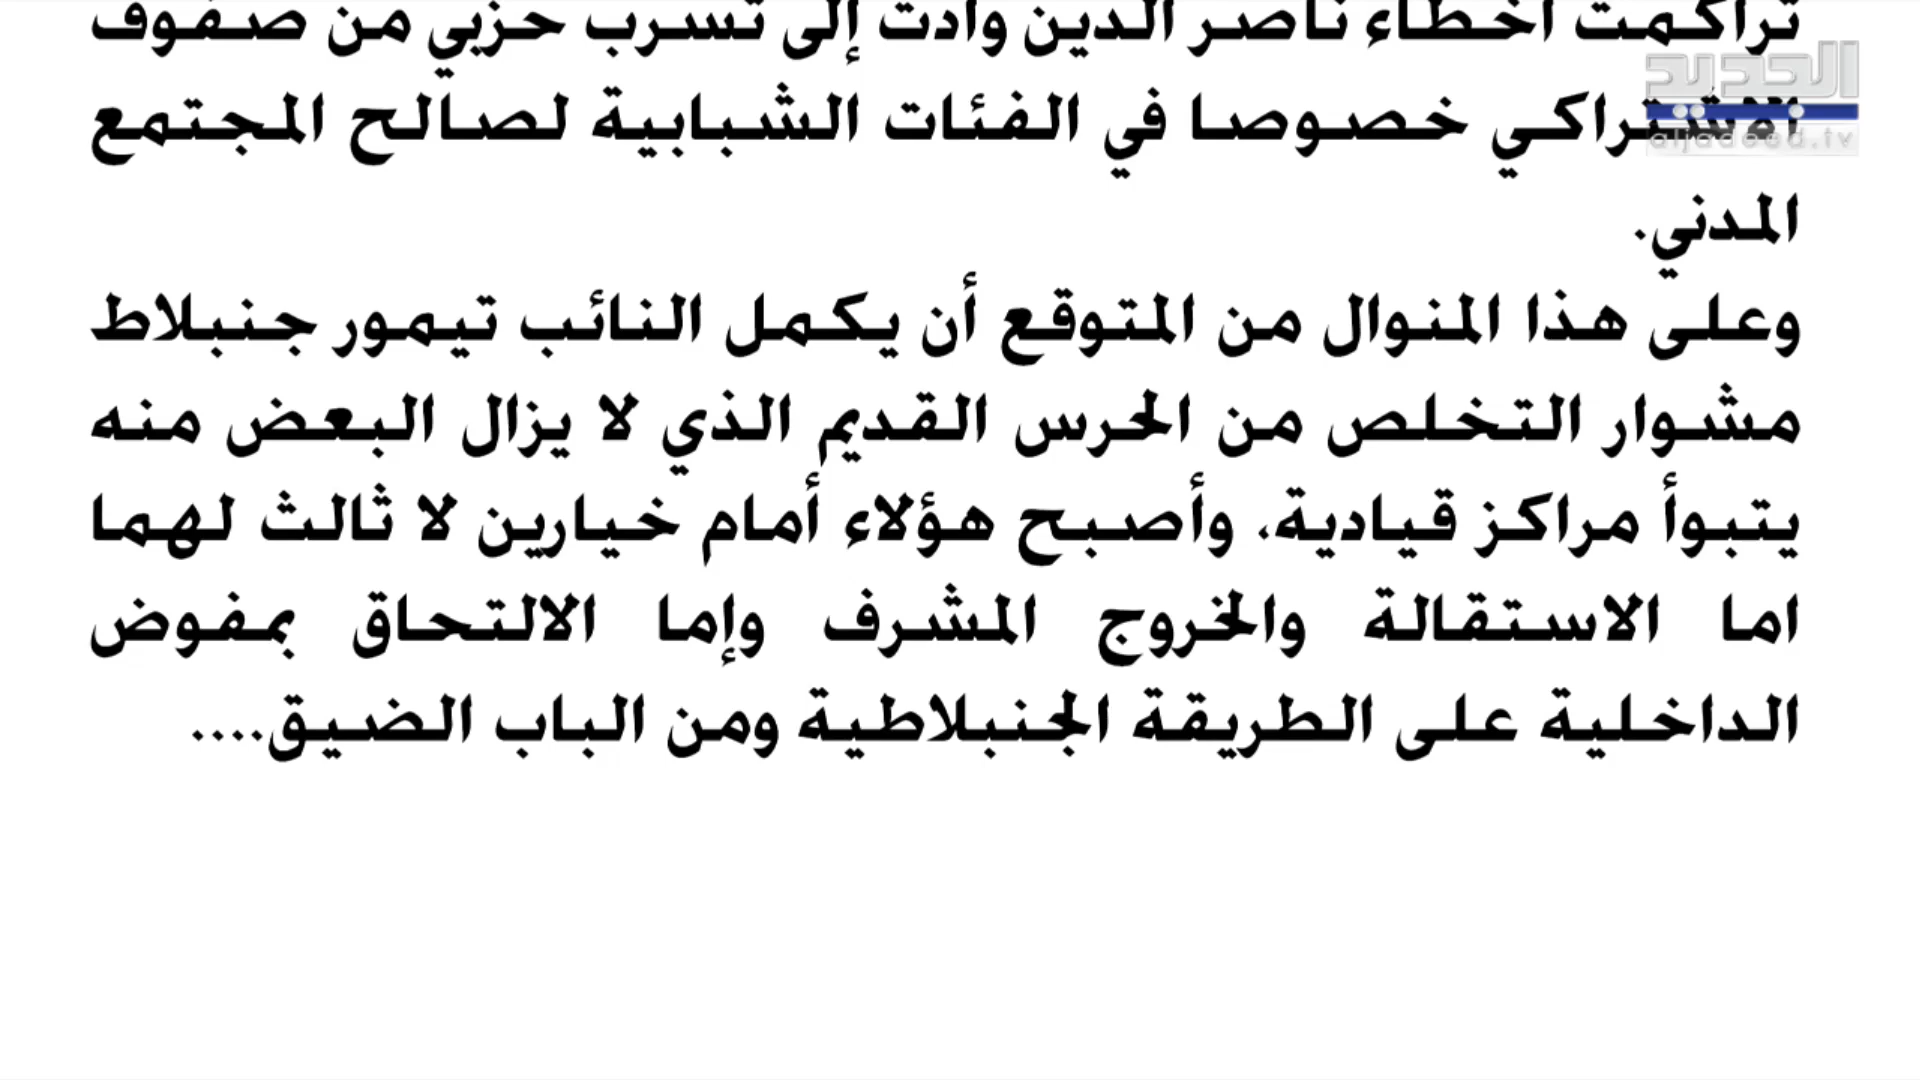 تراكمت أخطاء ناصر الدين وأدت إلى تسرب حزبي من صفوف
الجديد
الاشتراكي خصوصا في الفئات الشبابية لصالح المجتمع
aljadeed.tv
المدني.
وعلى هذا المنوال من المتوقع أن يكمل النائب تيمور جنبلاط
مشوار التخلص من الحرس القديم الذي لا يزال البعض منه
يتبوأ مراكز قيادية، وأصبح هؤلاء أمام خيارين لا ثالث لهما
اما الاستقالة والخروج المشرف وإما الالتحاق بمفوض
الداخلية على الطريقة الجنبلاطية ومن الباب الضيق....